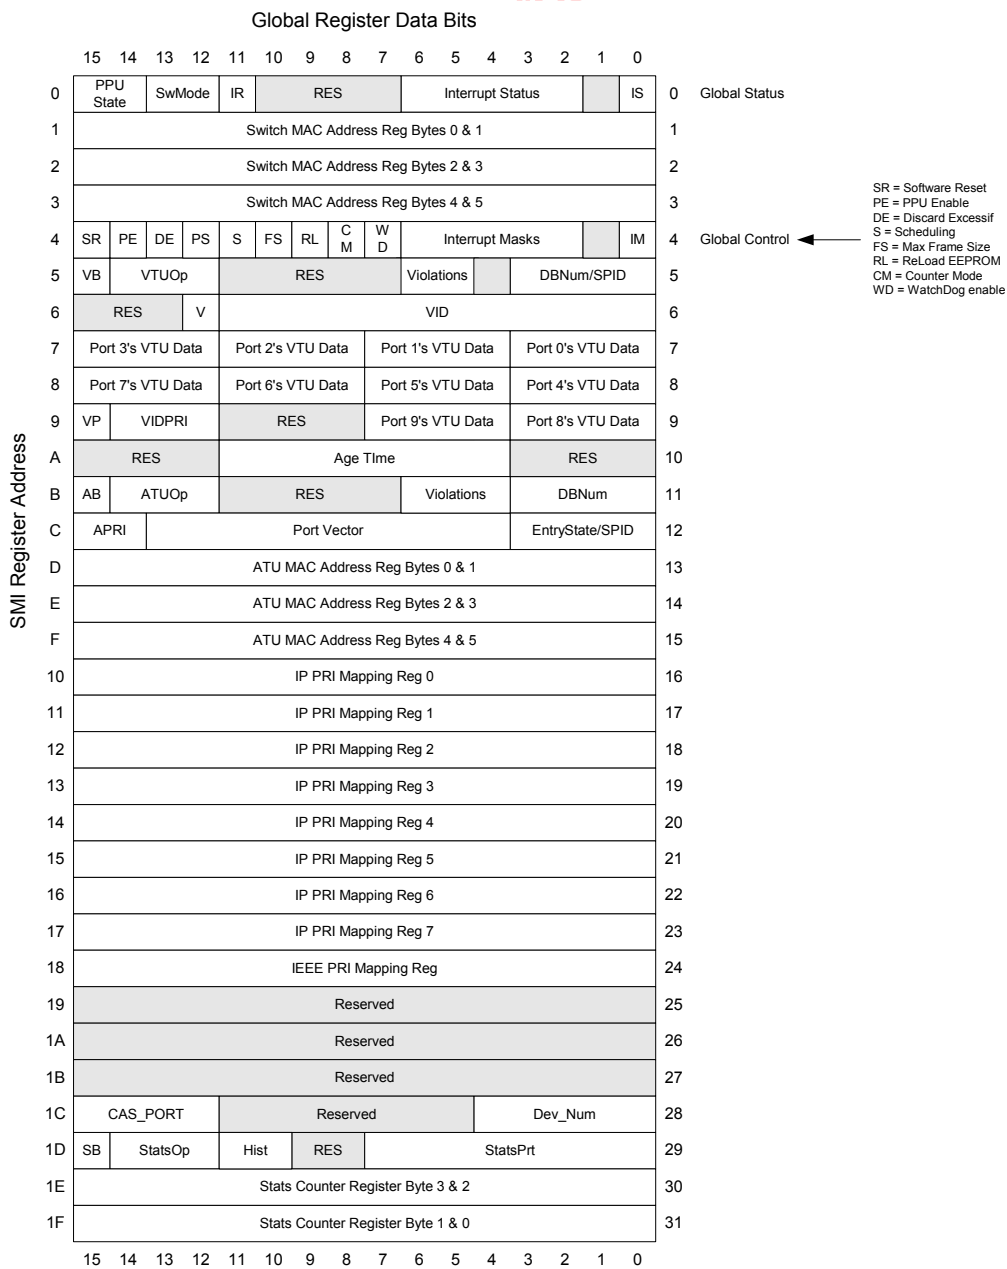 Global Register Data Bits
15 14 13 12 11 10 9 8 7 6 5 4 3 2 1 0
0 PPU State SwMode IR RES Interrupt Status IS 0 Global Status
1 Switch MAC Address Reg Bytes 0 & 1 1
2 Switch MAC Address Reg Bytes 2 & 3 2
3 Switch MAC Address Reg Bytes 4 & 5 3
4 SR PE DE PS S FS RL CM WD Interrupt Masks IM 4 Global Control
SR = Software Reset
PE = PPU Enable
DE = Discard Excessif
S = Scheduling
FS = Max Frame Size
RL = ReLoad EEPROM
CM = Counter Mode
WD = WatchDog enable
5 VB VTUOp RES Violations DBNum/SPID 5
6 RES V VID 6
7 Port 3's VTU Data Port 2's VTU Data Port 1's VTU Data Port 0's VTU Data 7
8 Port 7's VTU Data Port 6's VTU Data Port 5's VTU Data Port 4's VTU Data 8
9 VP VIDPRI RES Port 9's VTU Data Port 8's VTU Data 9
SMI Register Address
A RES Age TIme RES 10
B AB ATUOp RES Violations DBNum 11
C APRI Port Vector EntryState/SPID 12
D ATU MAC Address Reg Bytes 0 & 1 13
E ATU MAC Address Reg Bytes 2 & 3 14
F ATU MAC Address Reg Bytes 4 & 5 15
10 IP PRI Mapping Reg 0 16
11 IP PRI Mapping Reg 1 17
12 IP PRI Mapping Reg 2 18
13 IP PRI Mapping Reg 3 19
14 IP PRI Mapping Reg 4 20
15 IP PRI Mapping Reg 5 21
16 IP PRI Mapping Reg 6 22
17 IP PRI Mapping Reg 7 23
18 IEEE PRI Mapping Reg 24
19 Reserved 25
1A Reserved 26
1B Reserved 27
1C CAS_PORT Reserved Dev_Num 28
1D SB StatsOp Hist RES StatsPrt 29
1E Stats Counter Register Byte 3 & 2 30
1F Stats Counter Register Byte 1 & 0 31
15 14 13 12 11 10 9 8 7 6 5 4 3 2 1 0